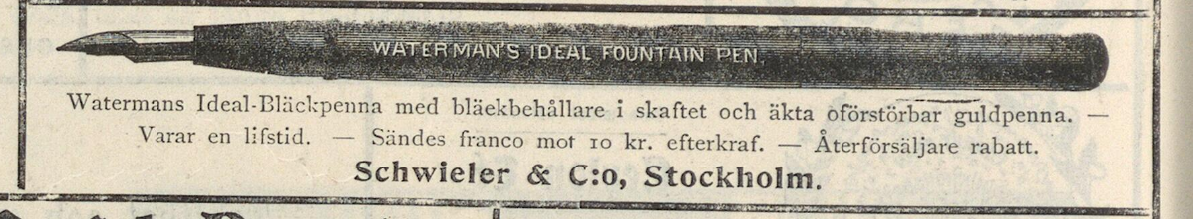 WATERMAN'S IDEAL FOUNTAIN PEN.
Watermans Ideal-Bläckpenna med bläekbehållare i skaftet och äkta oförstörbar guldpenna. —
Varar en lifstid. — Sändes franco mot 10 kr. efterkraf. — Återförsäljare rabatt.
Schwieler & C:o, Stockholm.